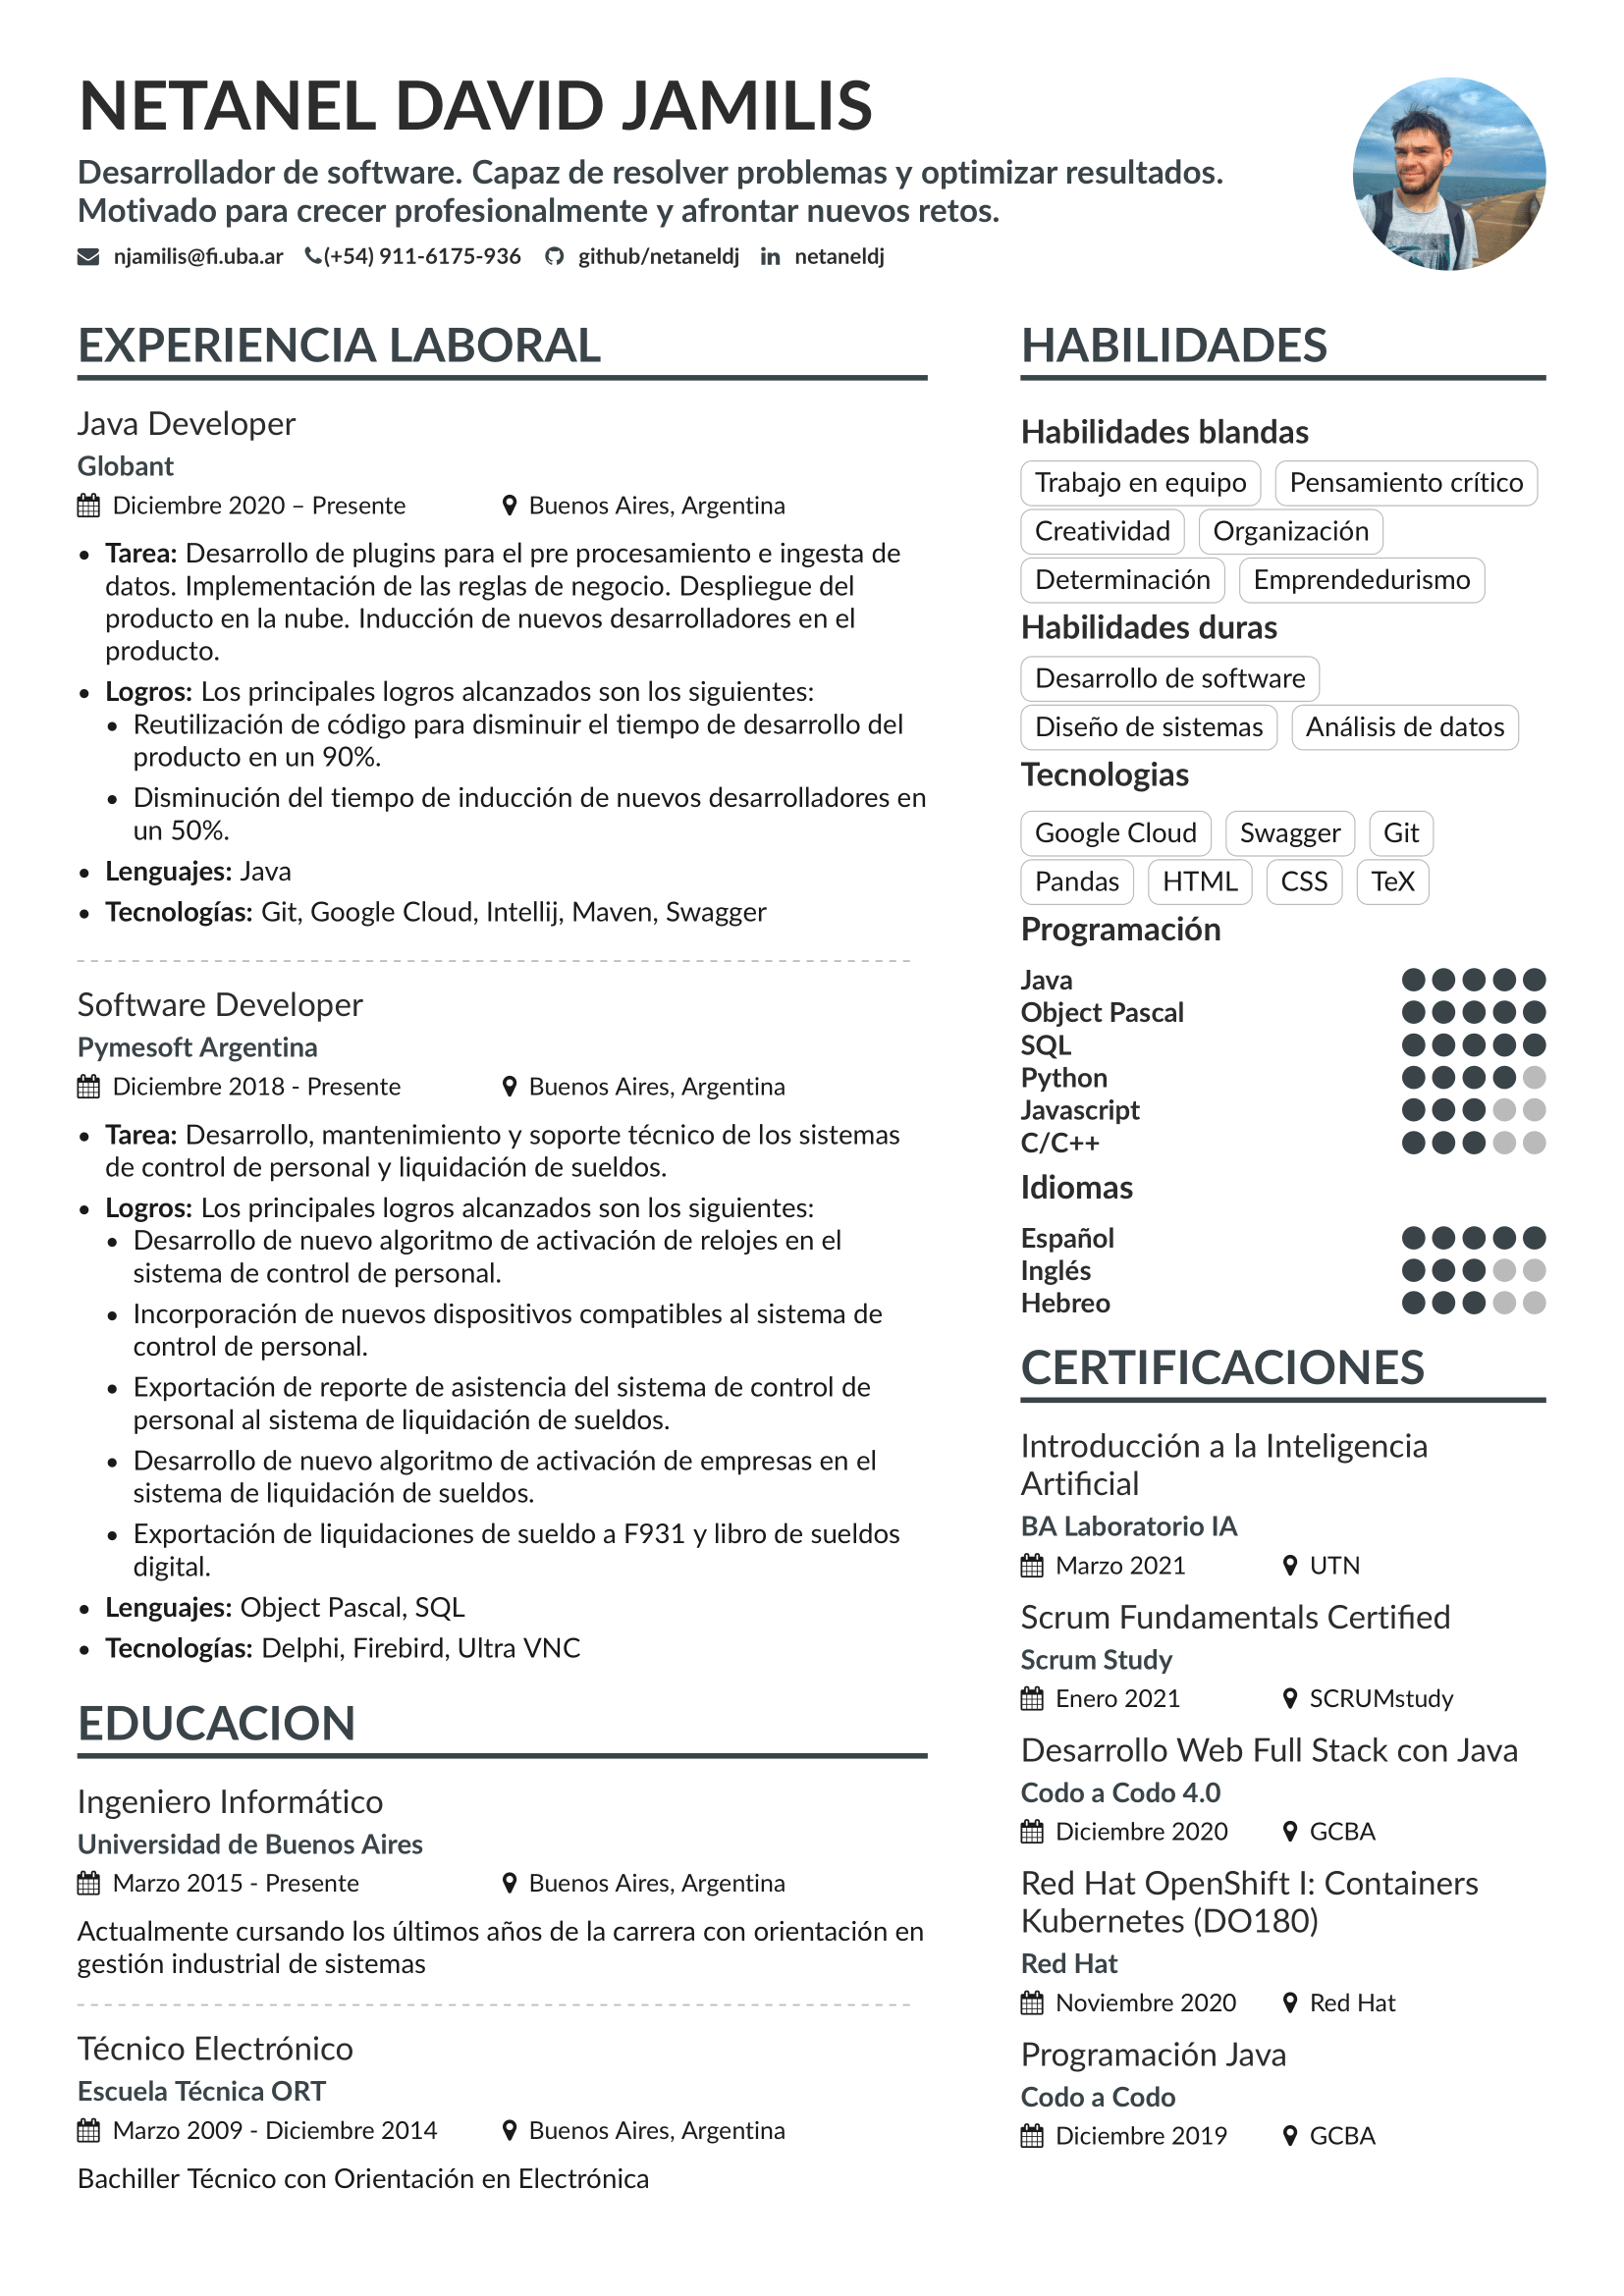 NETANEL DAVID JAMILIS
Desarrollador de software. Capaz de resolver problemas y optimizar resultados.
Motivado para crecer profesionalmente y afrontar nuevos retos.
njamilis@fi.uba.ar (+54) 911-6175-936 github/netaneldj netaneldj
EXPERIENCIA LABORAL
Java Developer
Globant
Diciembre 2020 – Presente Buenos Aires, Argentina
• Tarea: Desarrollo de plugins para el pre procesamiento e ingesta de
datos. Implementación de las reglas de negocio. Despliegue del
producto en la nube. Inducción de nuevos desarrolladores en el
producto.
• Logros: Los principales logros alcanzados son los siguientes:
• Reutilización de código para disminuir el tiempo de desarrollo del
producto en un 90%.
• Disminución del tiempo de inducción de nuevos desarrolladores en
un 50%.
• Lenguajes: Java
• Tecnologías: Git, Google Cloud, Intellij, Maven, Swagger
Software Developer
Pymesoft Argentina
Diciembre 2018 - Presente Buenos Aires, Argentina
• Tarea: Desarrollo, mantenimiento y soporte técnico de los sistemas
de control de personal y liquidación de sueldos.
• Logros: Los principales logros alcanzados son los siguientes:
• Desarrollo de nuevo algoritmo de activación de relojes en el
sistema de control de personal.
• Incorporación de nuevos dispositivos compatibles al sistema de
control de personal.
• Exportación de reporte de asistencia del sistema de control de
personal al sistema de liquidación de sueldos.
• Desarrollo de nuevo algoritmo de activación de empresas en el
sistema de liquidación de sueldos.
• Exportación de liquidaciones de sueldo a F931 y libro de sueldos
digital.
• Lenguajes: Object Pascal, SQL
• Tecnologías: Delphi, Firebird, Ultra VNC
EDUCACION
Ingeniero Informático
Universidad de Buenos Aires
Marzo 2015 - Presente Buenos Aires, Argentina
Actualmente cursando los últimos años de la carrera con orientación en
gestión industrial de sistemas
Técnico Electrónico
Escuela Técnica ORT
Marzo 2009 - Diciembre 2014 Buenos Aires, Argentina
Bachiller Técnico con Orientación en Electrónica
HABILIDADES
Habilidades blandas
Trabajo en equipo Pensamiento crítico
Creatividad Organización
Determinación Emprendedurismo
Habilidades duras
Desarrollo de software
Diseño de sistemas Análisis de datos
Tecnologias
Google Cloud Swagger Git
Pandas HTML CSS TeX
Programación
Java
Object Pascal
SQL
Python
Javascript
C/C++
Idiomas
Español
Inglés
Hebreo
CERTIFICACIONES
Introducción a la Inteligencia
Artificial
BA Laboratorio IA
Marzo 2021 UTN
Scrum Fundamentals Certified
Scrum Study
Enero 2021 SCRUMstudy
Desarrollo Web Full Stack con Java
Codo a Codo 4.0
Diciembre 2020 GCBA
Red Hat OpenShift I: Containers
Kubernetes (DO180)
Red Hat
Noviembre 2020 Red Hat
Programación Java
Codo a Codo
Diciembre 2019 GCBA